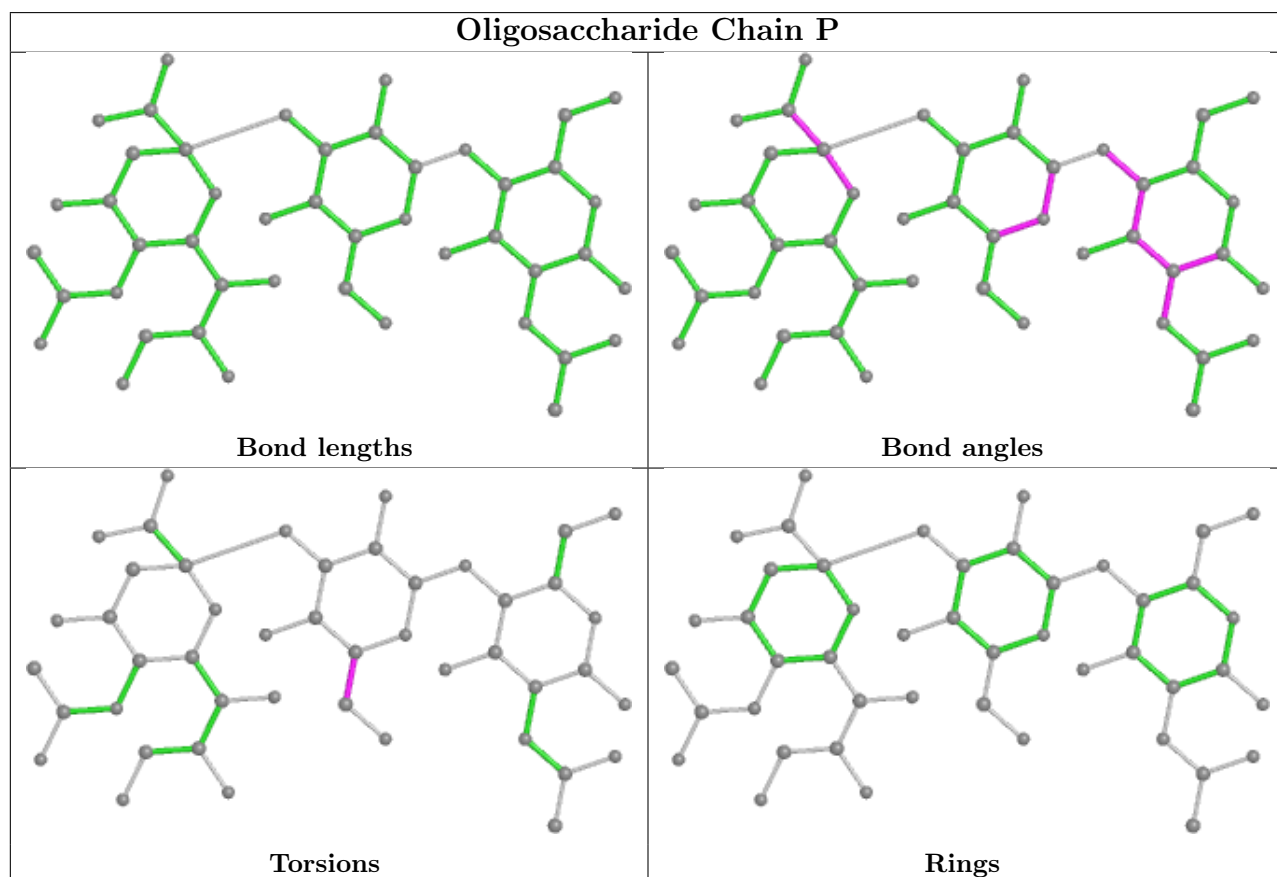 Oligosaccharide Chain P
Bond lengths
Bond angles
Torsions
Rings